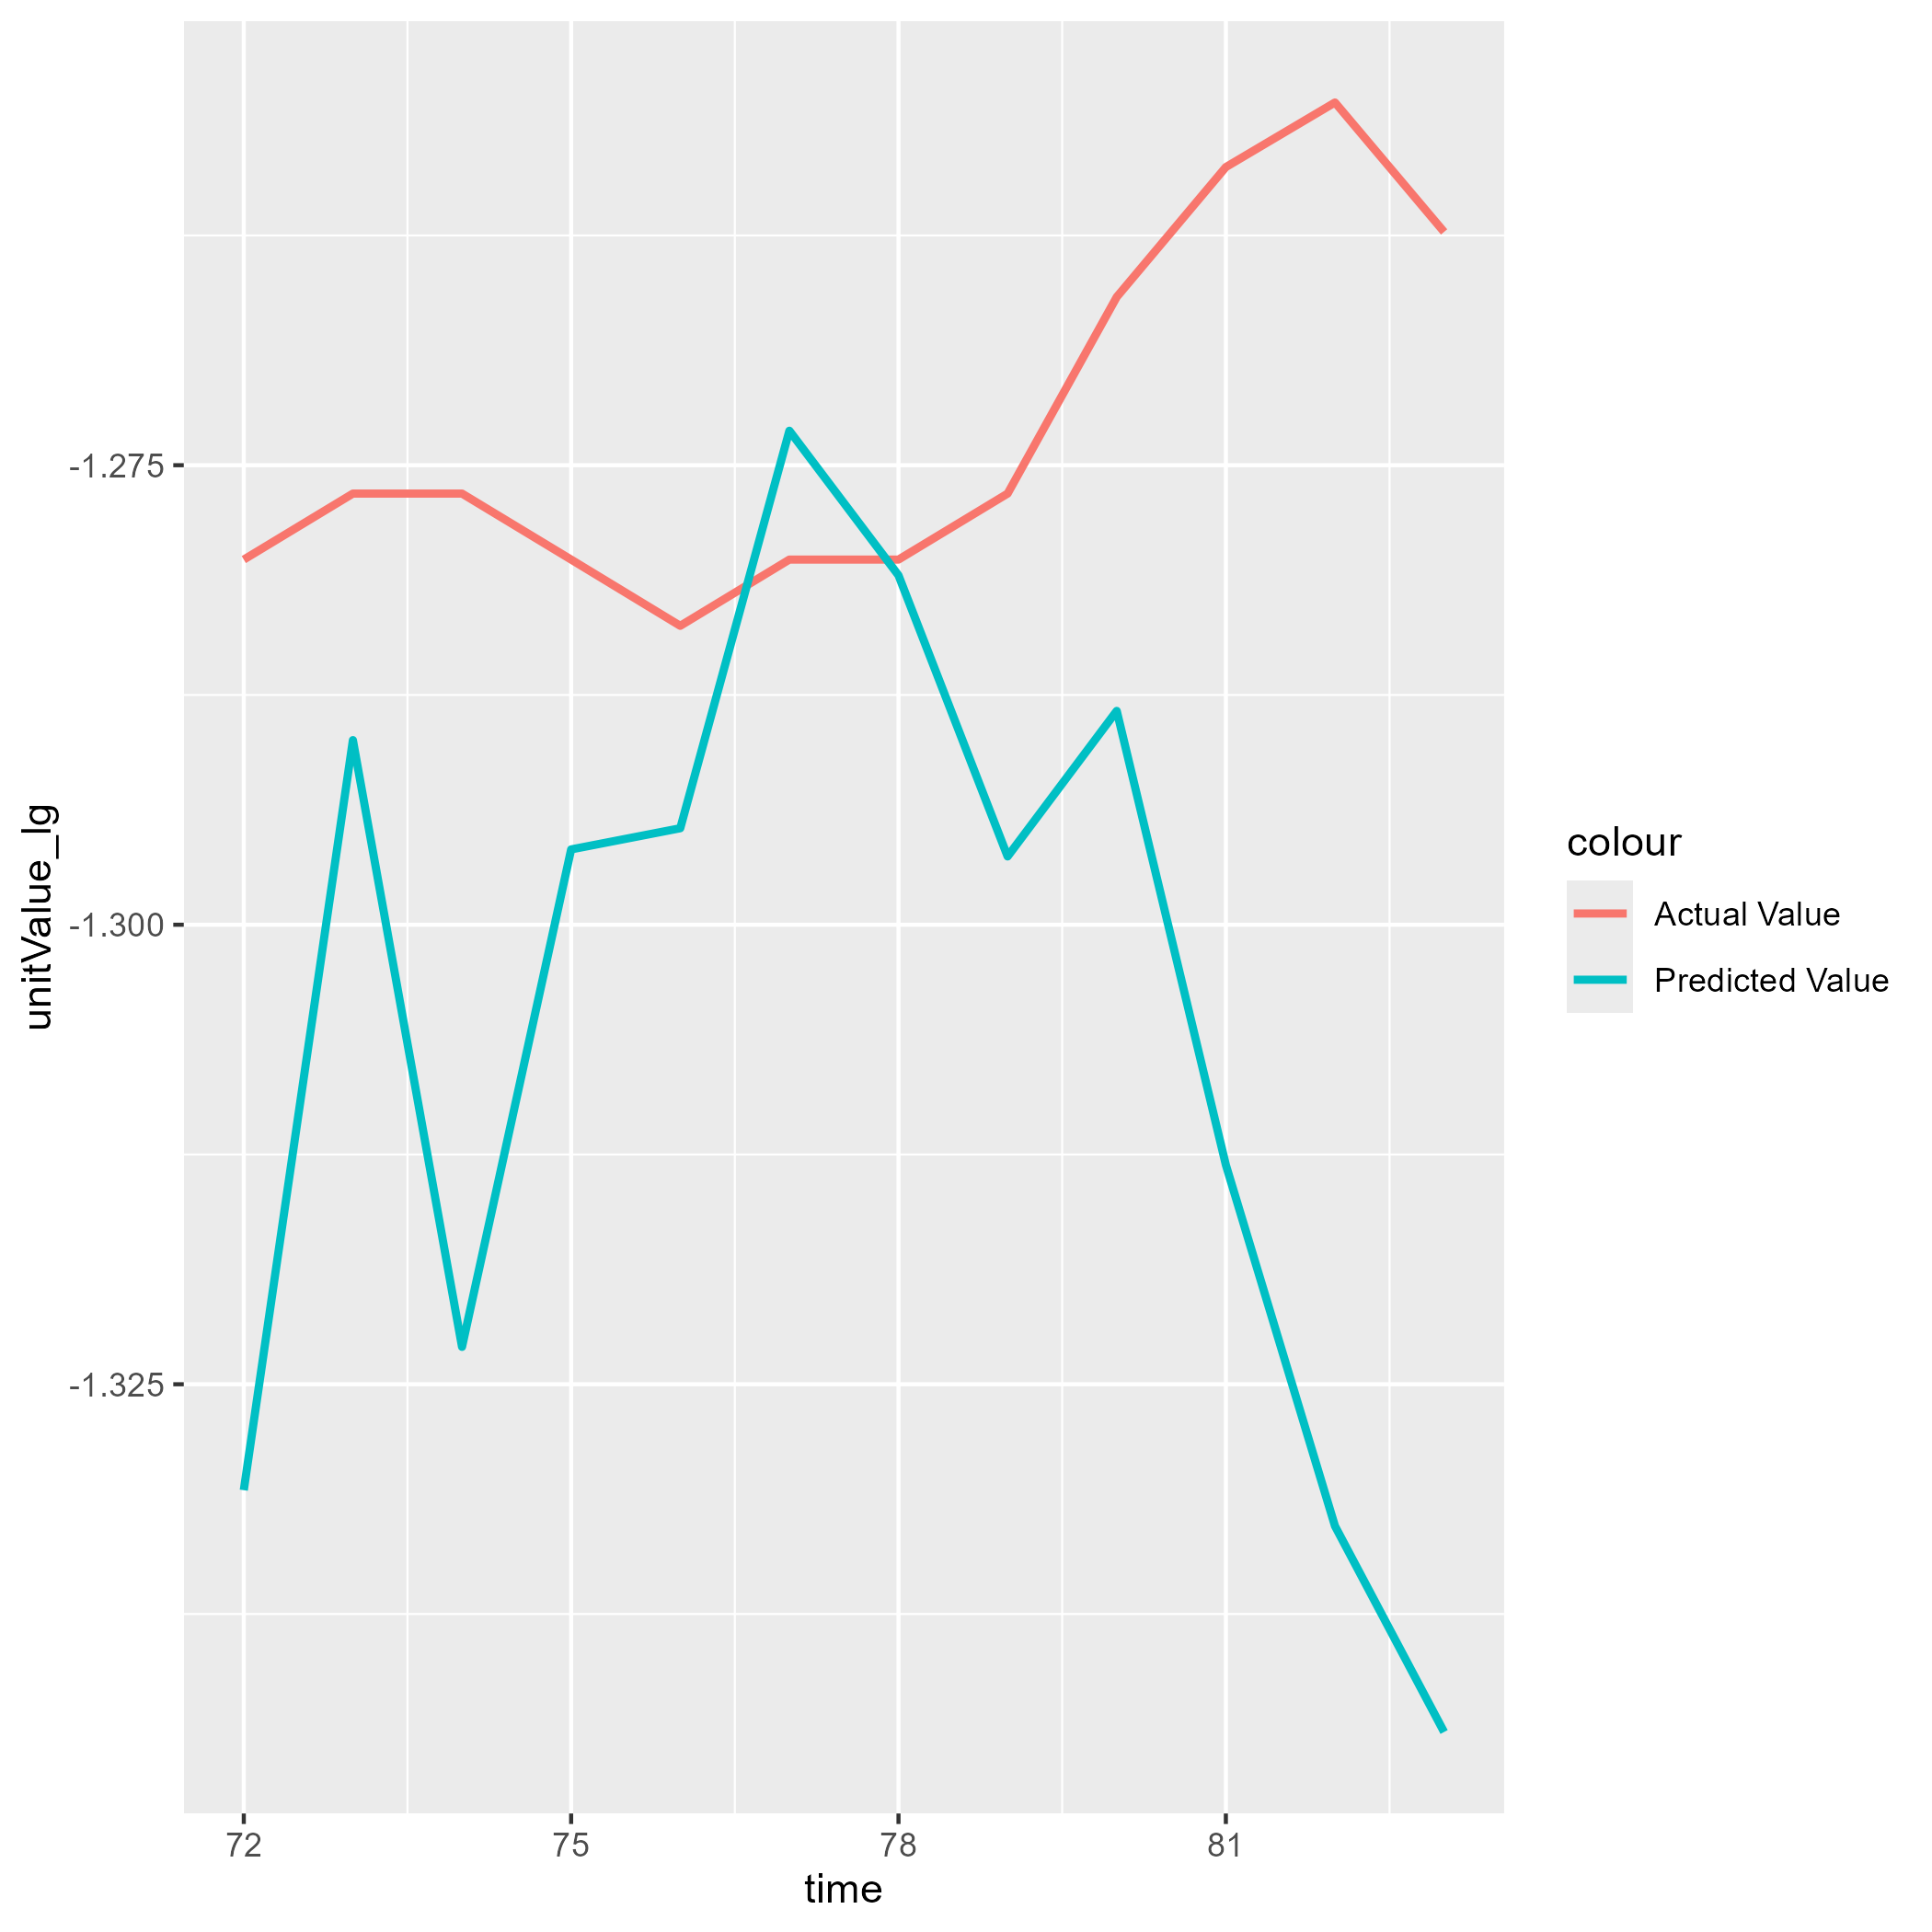 unitValue_lg
-1.275
-1.300
-1.325
72 75 78 81
time
colour
Actual Value
Predicted Value